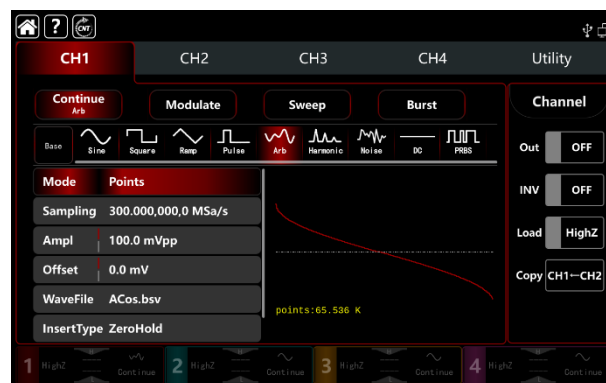 ? CNT
CH1 CH2 CH3 CH4 Utility
Continue Modulate Sweep Burst Channel
Arb
Base Sine Square Ramp Pulse Arb Harmonic Noise DC PRBS
Out OFF
Mode Points
INV OFF
Sampling 300.000,000,0 MSa/s
Load HighZ
Ampl 100.0 mVpp
Offset 0.0 mV
Copy CH1←CH2
WaveFile ACos.bsv
points:65.536 K
InsertType ZeroHold
1 HighZ Continue 2 HighZ Continue 3 HighZ Continue 4 HighZ Continue